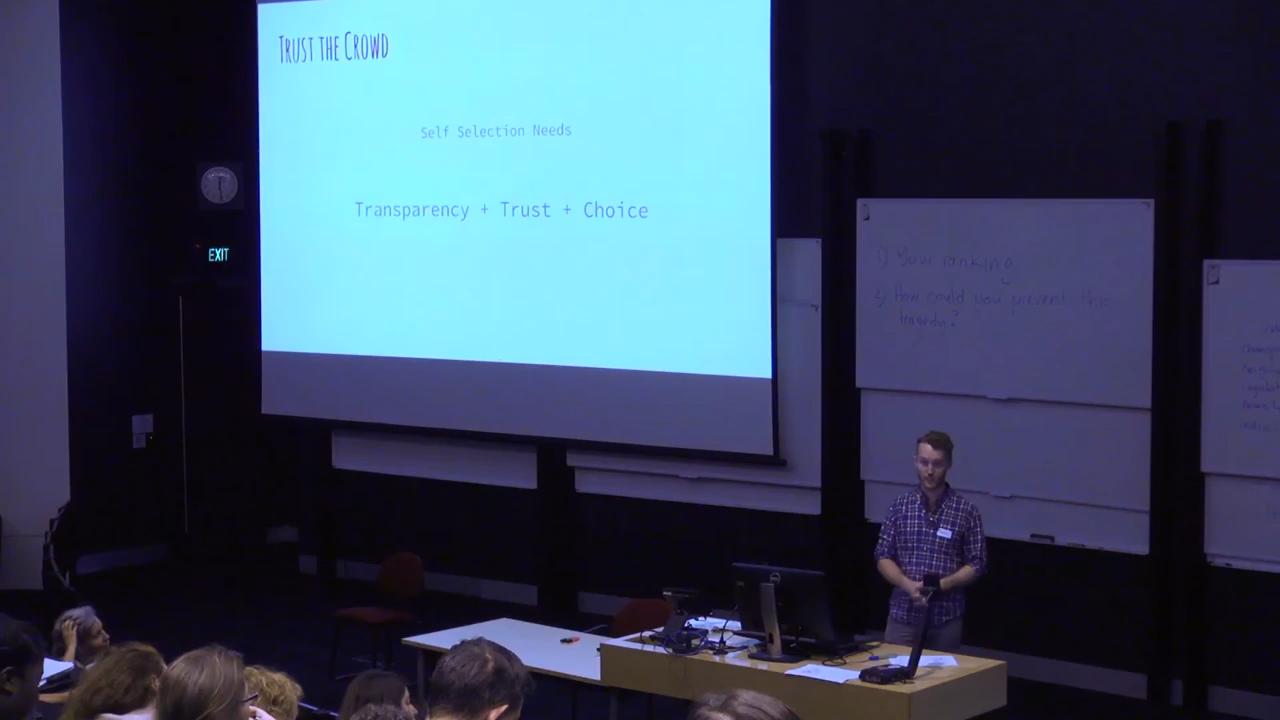 Trust the Crowd
Self Selection Needs
Transparency + Trust + Choice
EXIT
1) Your ranking
2) How could you prevent this
tragedy?